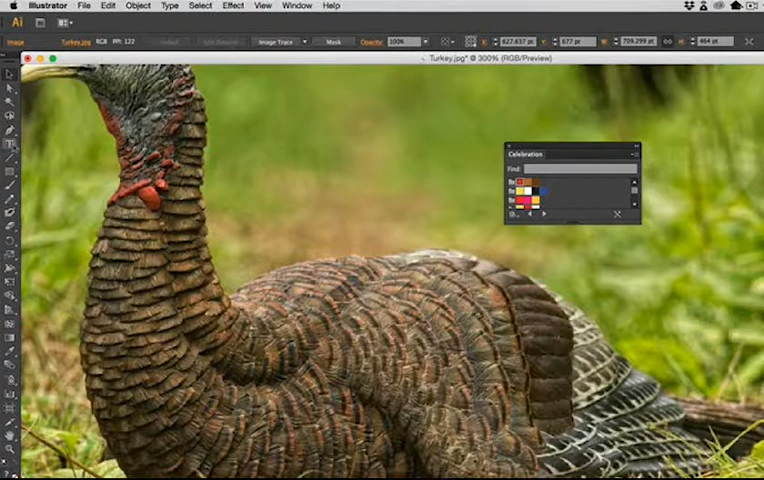 Illustrator File Edit Object Type Select Effect View Window Help
Ai
Image Turkey.jpg RGB PPI: 122 Image Trace Mask Opacity: 100% X: 627.637 pt Y: 677 pt W: 709.299 pt H: 464 pt
Turkey.jpg* @ 300% (RGB/Preview)
Celebration
Find: